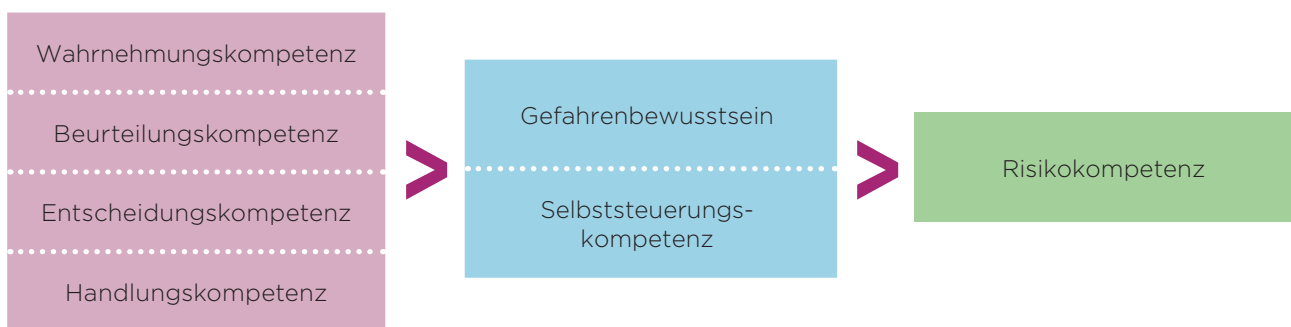 Wahrnehmungskompetenz
Beurteilungskompetenz
Entscheidungskompetenz
Handlungskompetenz
>
Gefahrenbewusstsein
Selbststeuerungs-
kompetenz
>
Risikokompetenz